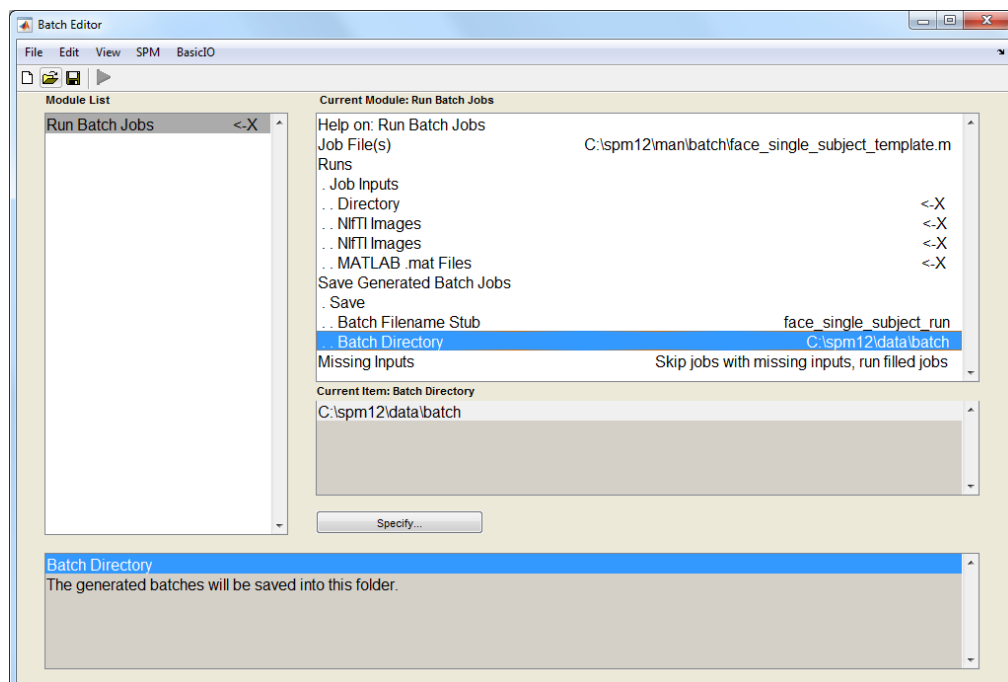 Batch Editor
File Edit View SPM BasicIO
Module List
Run Batch Jobs <-X
Current Module: Run Batch Jobs
Help on: Run Batch Jobs
Job File(s) C:\spm12\man\batch\face_single_subject_template.m
Runs
. Job Inputs
. . Directory <-X
. . NIfTI Images <-X
. . NIfTI Images <-X
. . MATLAB .mat Files <-X
Save Generated Batch Jobs
. Save
. . Batch Filename Stub face_single_subject_run
. . Batch Directory C:\spm12\data\batch
Missing Inputs Skip jobs with missing inputs, run filled jobs
Current Item: Batch Directory
C:\spm12\data\batch
Specify...
Batch Directory
The generated batches will be saved into this folder.